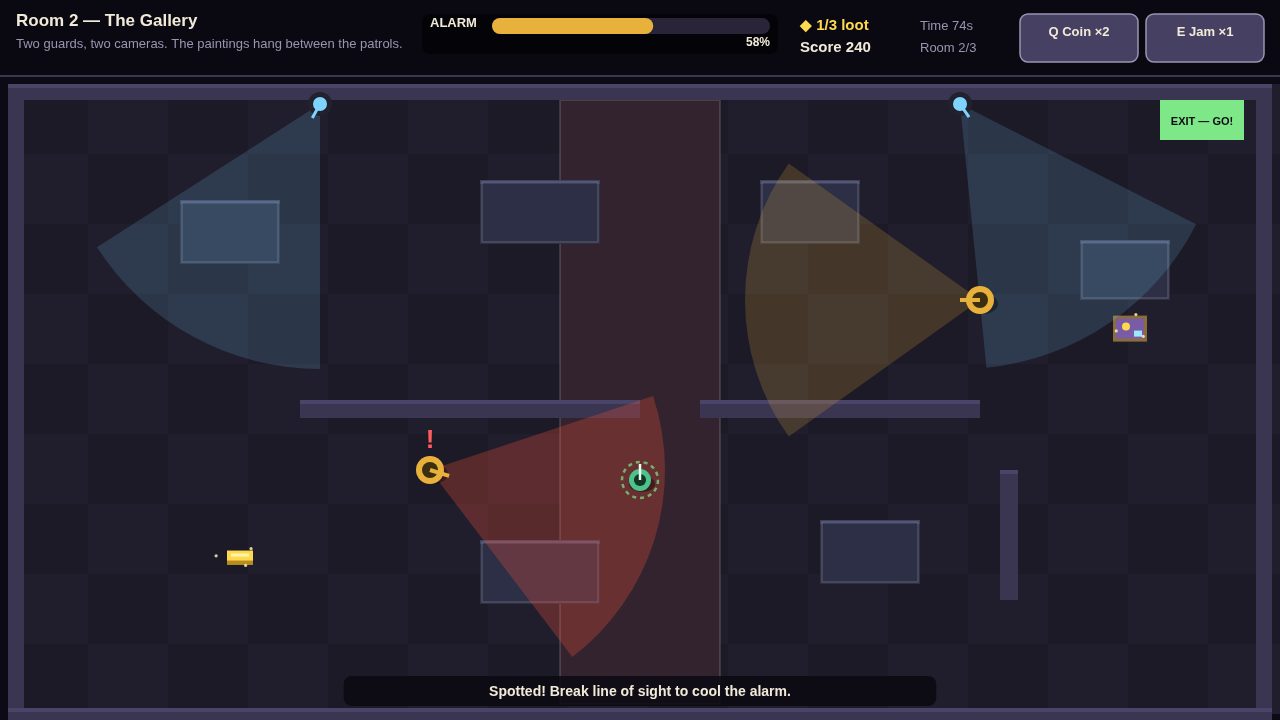 Room 2 — The Gallery
Two guards, two cameras. The paintings hang between the patrols.
ALARM
58%
◆ 1/3 loot
Score 240
Time 74s
Room 2/3
Q Coin ×2
E Jam ×1
EXIT — GO!
!
Spotted! Break line of sight to cool the alarm.